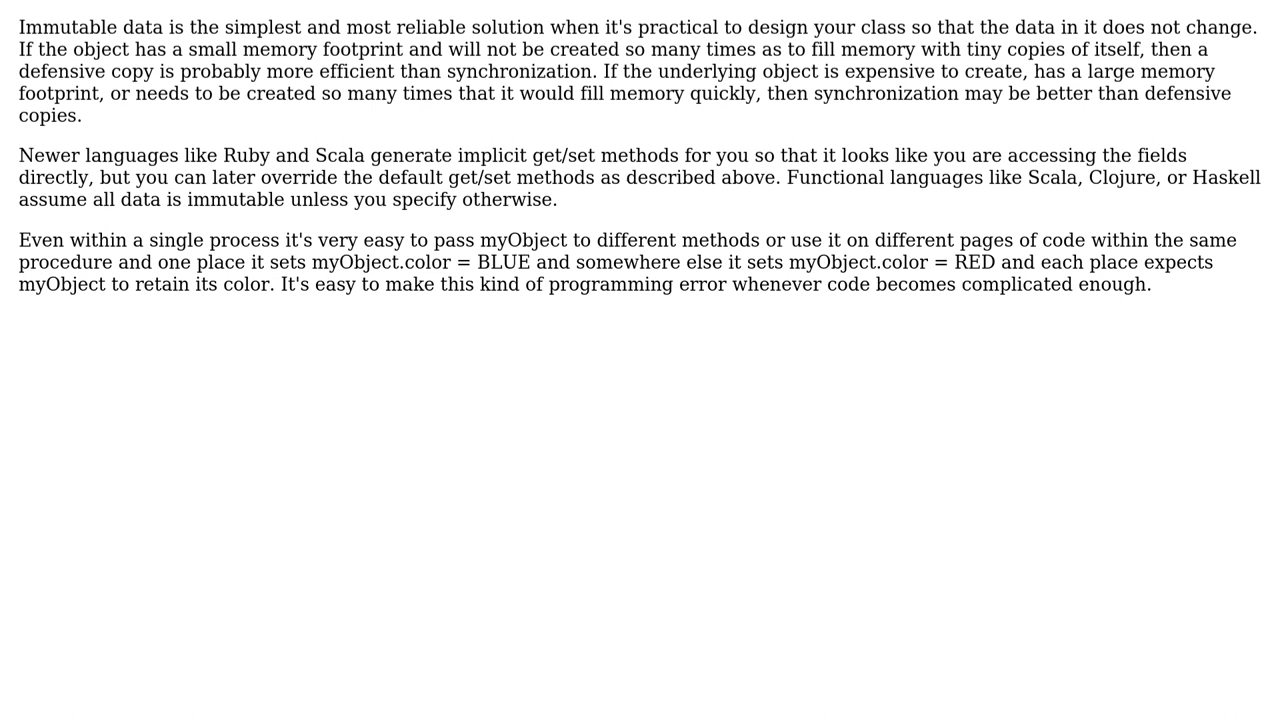 Immutable data is the simplest and most reliable solution when it's practical to design your class so that the data in it does not change.
If the object has a small memory footprint and will not be created so many times as to fill memory with tiny copies of itself, then a
defensive copy is probably more efficient than synchronization. If the underlying object is expensive to create, has a large memory
footprint, or needs to be created so many times that it would fill memory quickly, then synchronization may be better than defensive
copies.
Newer languages like Ruby and Scala generate implicit get/set methods for you so that it looks like you are accessing the fields
directly, but you can later override the default get/set methods as described above. Functional languages like Scala, Clojure, or Haskell
assume all data is immutable unless you specify otherwise.
Even within a single process it's very easy to pass myObject to different methods or use it on different pages of code within the same
procedure and one place it sets myObject.color = BLUE and somewhere else it sets myObject.color = RED and each place expects
myObject to retain its color. It's easy to make this kind of programming error whenever code becomes complicated enough.